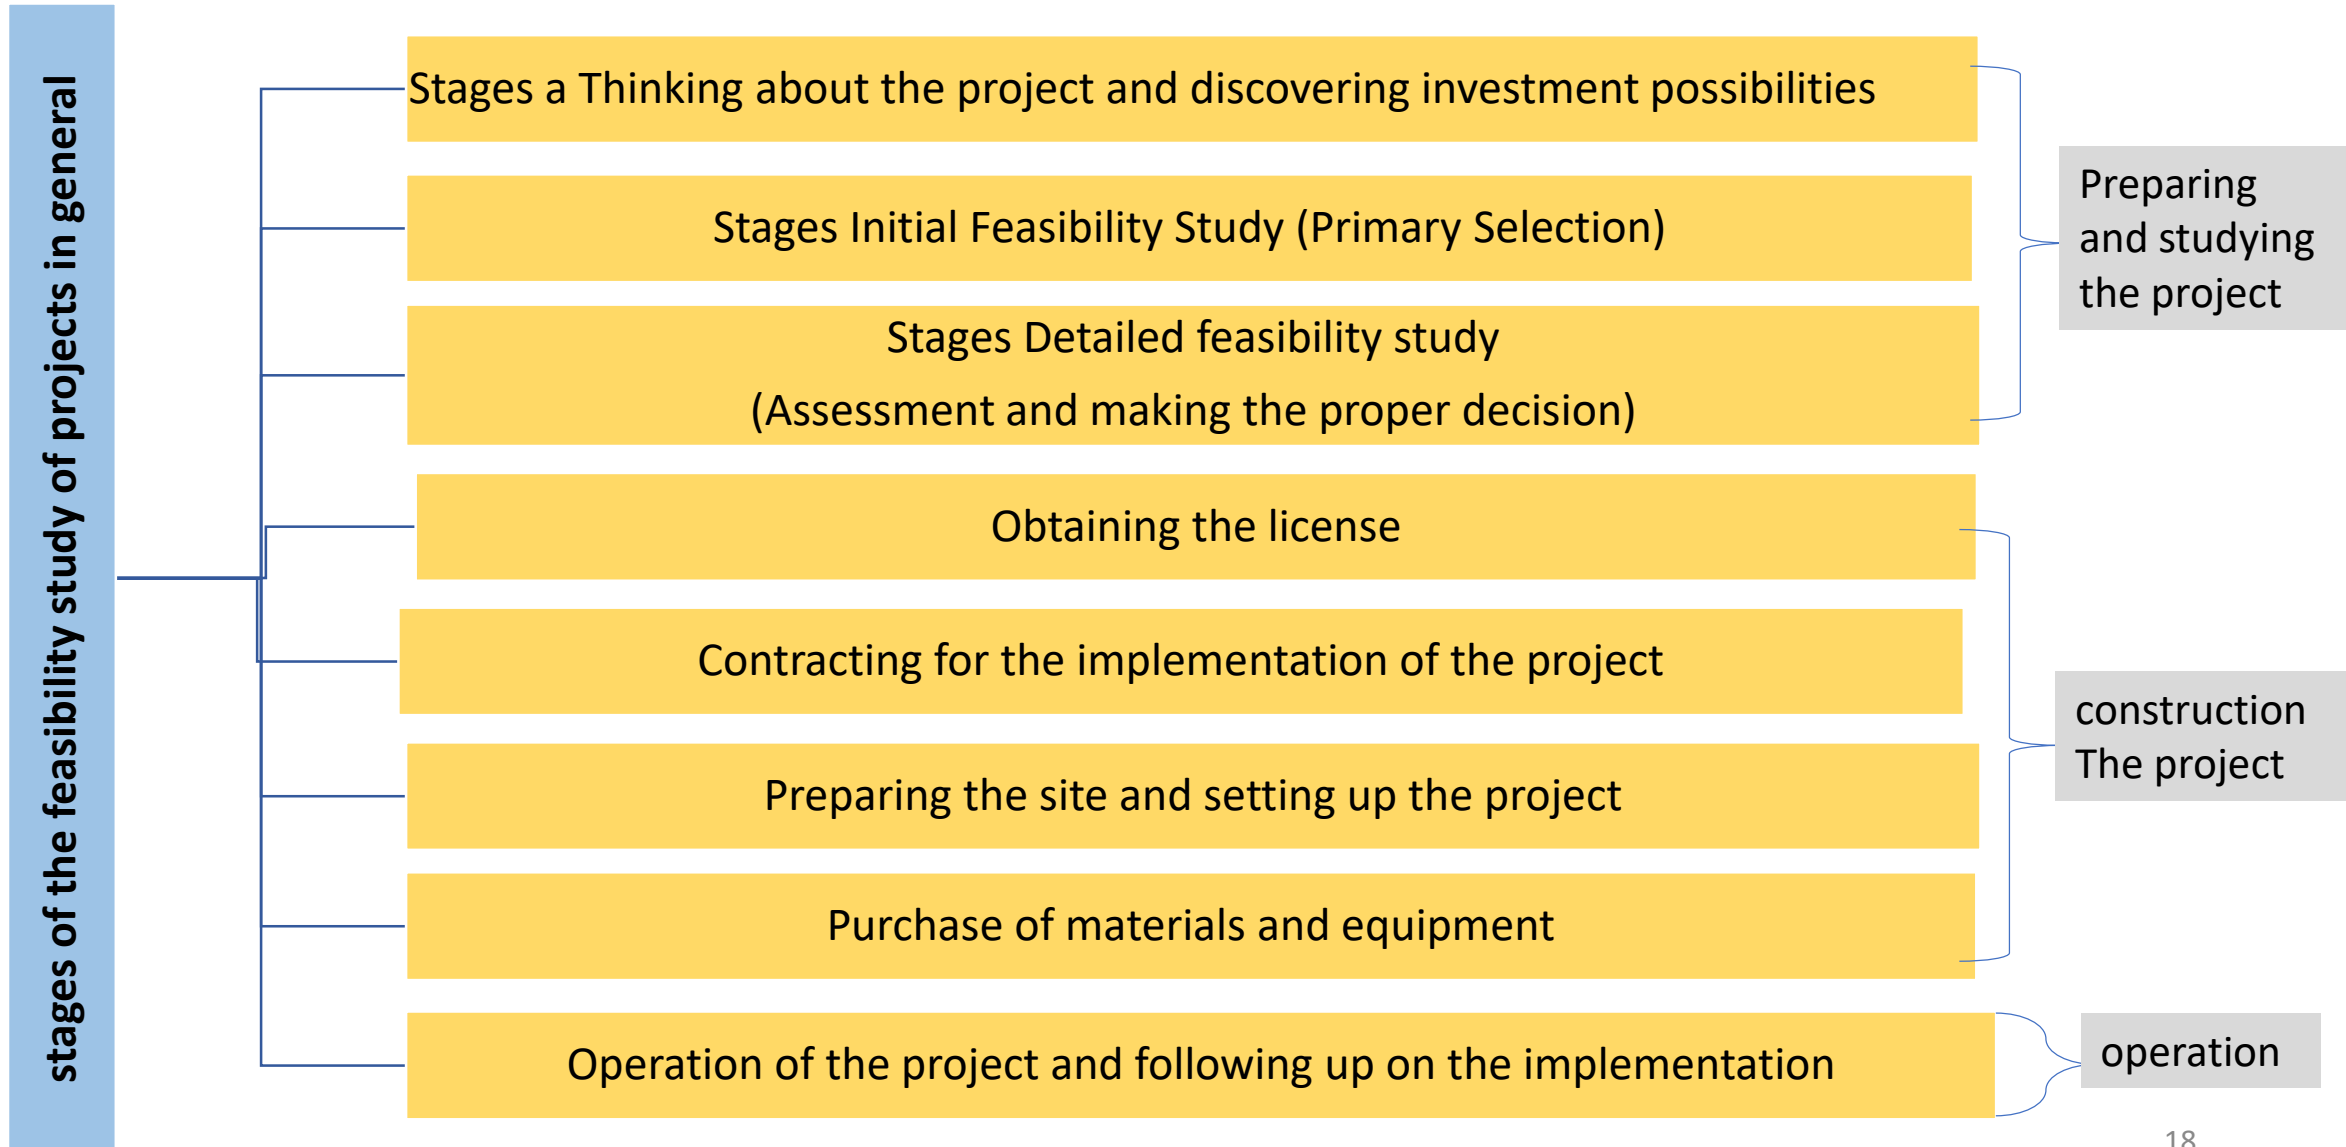 stages of the feasibility study of projects in general
Stages a Thinking about the project and discovering investment possibilities
Stages Initial Feasibility Study (Primary Selection)
Stages Detailed feasibility study
(Assessment and making the proper decision)
Preparing
and studying
the project
Obtaining the license
Contracting for the implementation of the project
Preparing the site and setting up the project
Purchase of materials and equipment
construction
The project
Operation of the project and following up on the implementation
operation
18